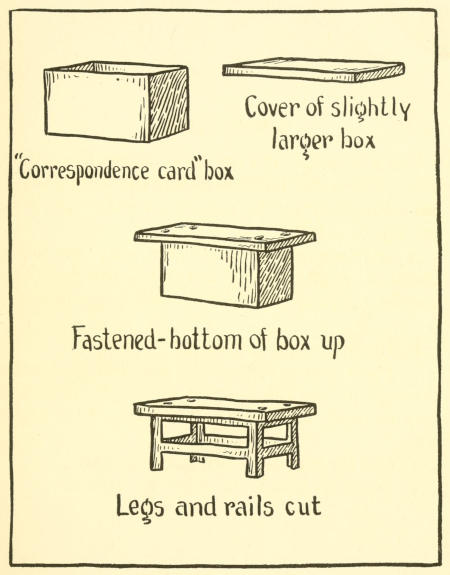 Cover of slightly
larger box
"Correspondence card" box
Fastened-bottom of box up
Legs and rails cut